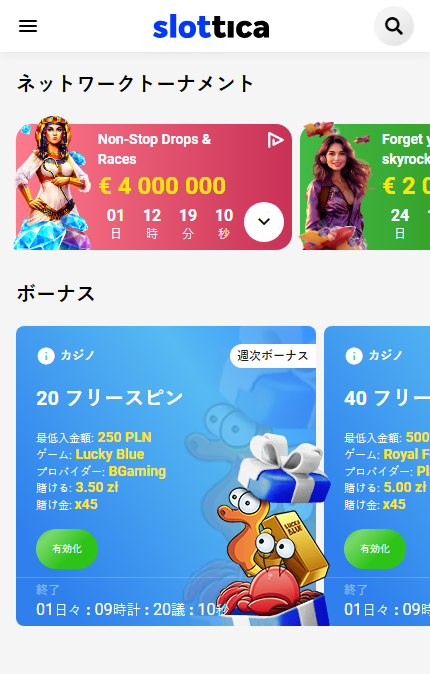 slottica
ネットワークトーナメント
Non-Stop Drops &
Races
€ 4 000 000
01 12 19 10
日 時 分 秒
Forget y
skyrock
€ 2 0
24
日
ボーナス
カジノ
週次ボーナス
20 フリースピン
最低入金額: 250 PLN
ゲーム: Lucky Blue
プロバイダー: BGaming
賭ける: 3.50 zł
賭け金: x45
有効化
終了
01日々 : 09時計 : 20議 : 10秒
LUCKY
BLUE
カジノ
40 フリー
最低入金額: 500
ゲーム: Royal F
プロバイダー: Pl
賭ける: 5.00 zł
賭け金: x45
有効化
終了
01日々 : 09時